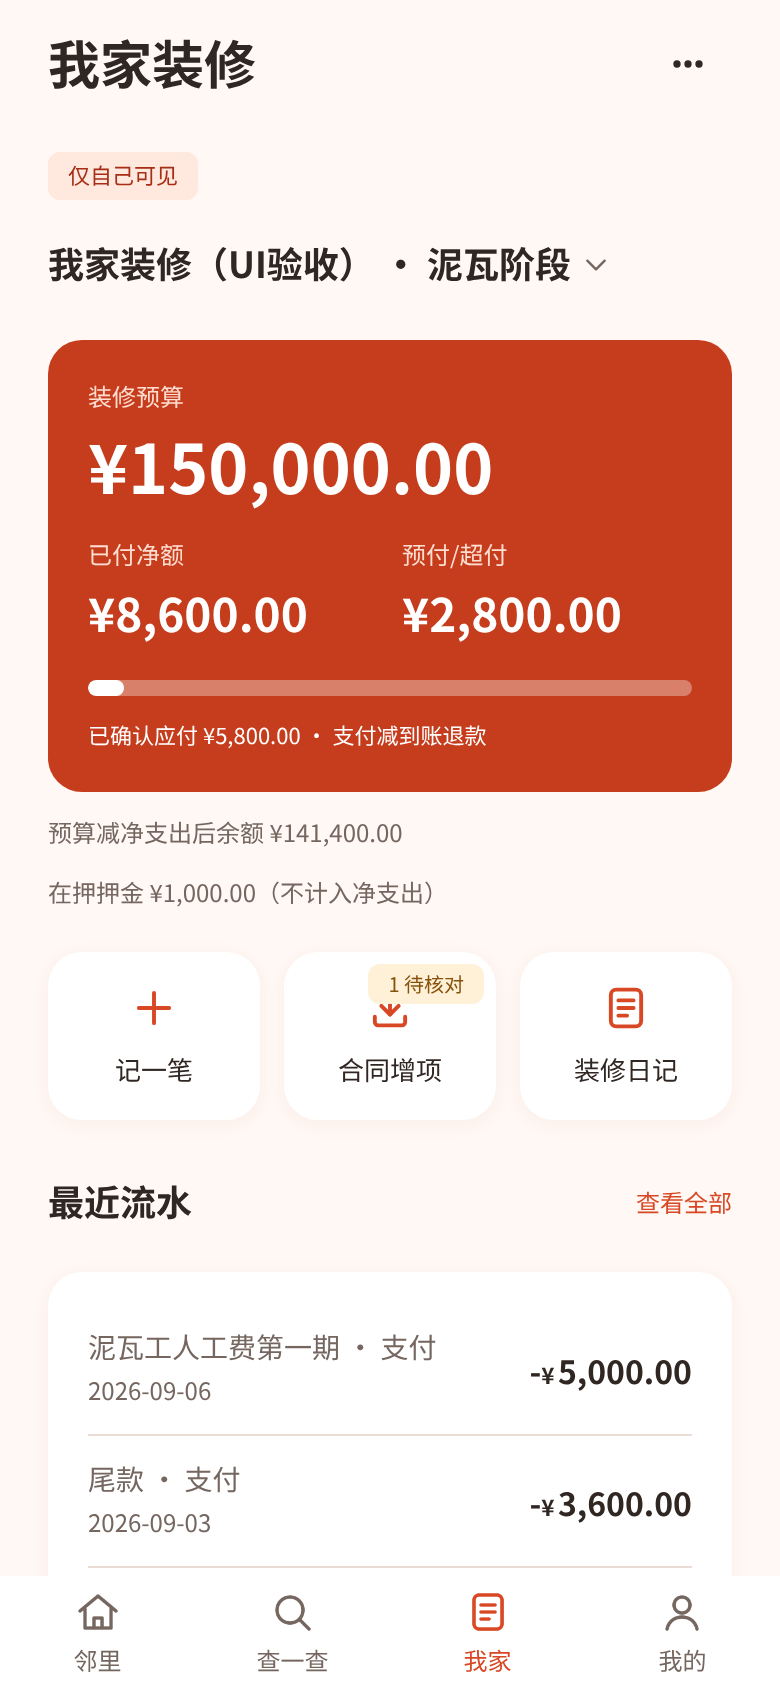 我家装修
仅自己可见
我家装修（UI验收） • 泥瓦阶段
装修预算
¥150,000.00
已付净额 预付/超付
¥8,600.00 ¥2,800.00
已确认应付 ¥5,800.00 • 支付减到账退款
预算减净支出后余额 ¥141,400.00
在押押金 ¥1,000.00（不计入净支出）
1 待核对
记一笔 合同增项 装修日记
最近流水 查看全部
泥瓦工人工费第一期 • 支付
2026-09-06
-¥5,000.00
尾款 • 支付
2026-09-03
-¥3,600.00
邻里 查一查 我家 我的